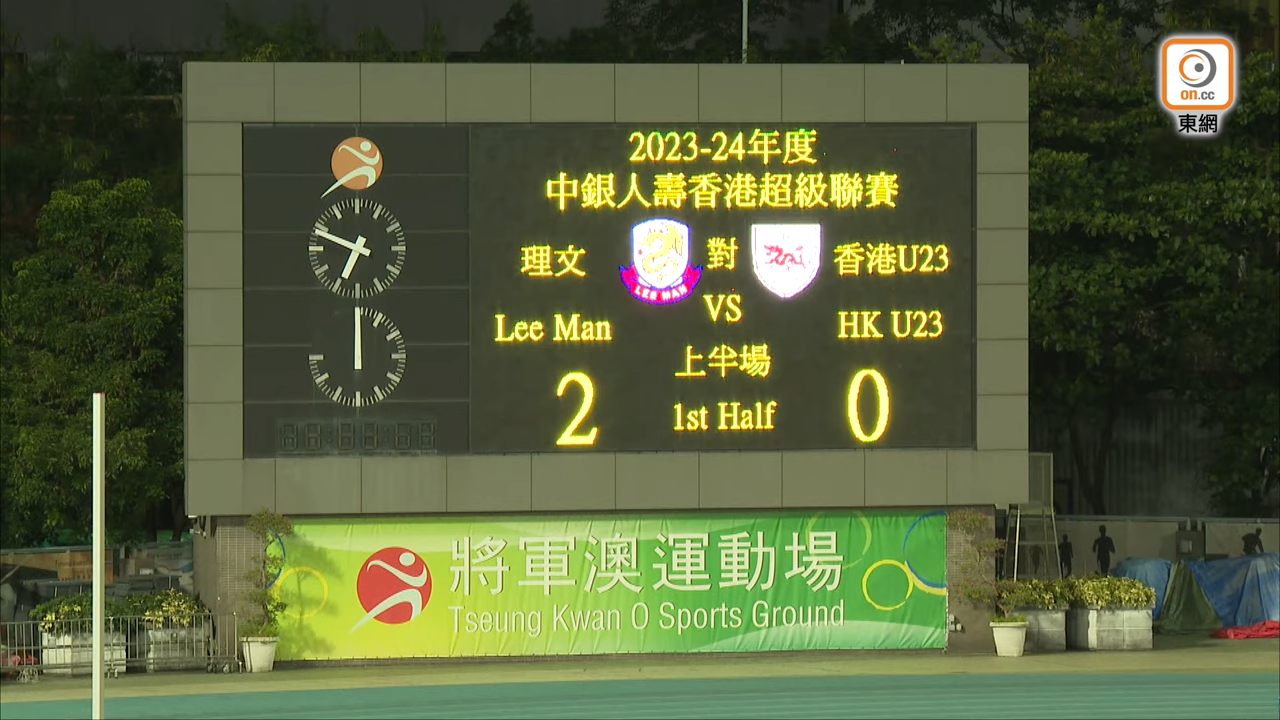 on.cc
東網
2023-24年度
中銀人壽香港超級聯賽
理文 對 香港U23
LEE MAN
VS
Lee Man HK U23
上半場
2 1st Half 0
將軍澳運動場
Tseung Kwan O Sports Ground